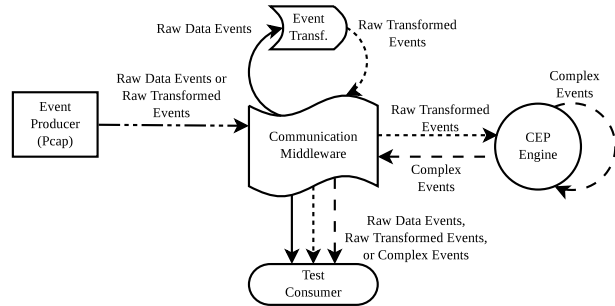 Event
Transf.
Raw Data Events
Raw Transformed
Events
Raw Data Events or
Raw Transformed
Events
Event
Producer
(Pcap)
Communication
Middleware
Raw Transformed
Events
Complex
Events
CEP
Engine
Complex
Events
Raw Data Events,
Raw Transformed Events,
or Complex Events
Test
Consumer